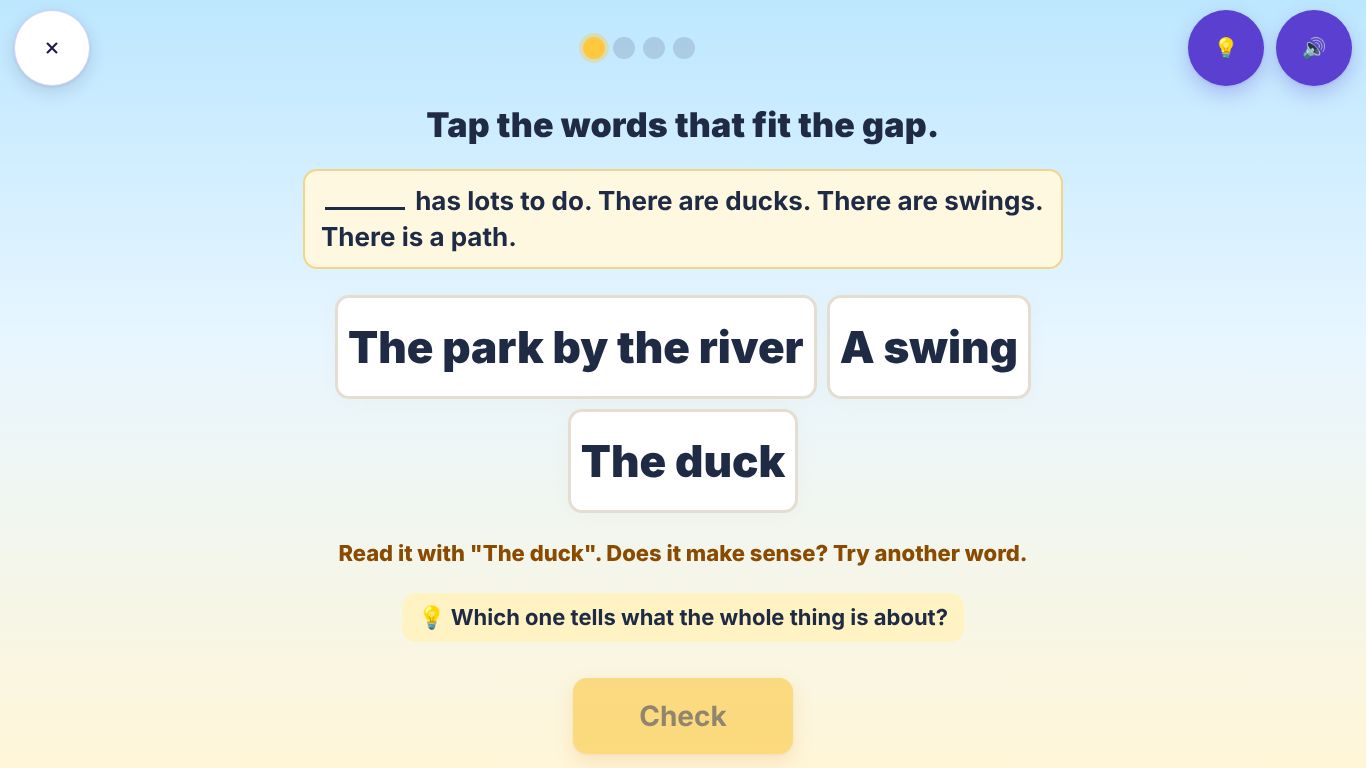 ×
Tap the words that fit the gap.
______ has lots to do. There are ducks. There are swings.
There is a path.
The park by the river
A swing
The duck
Read it with "The duck". Does it make sense? Try another word.
💡 Which one tells what the whole thing is about?
Check